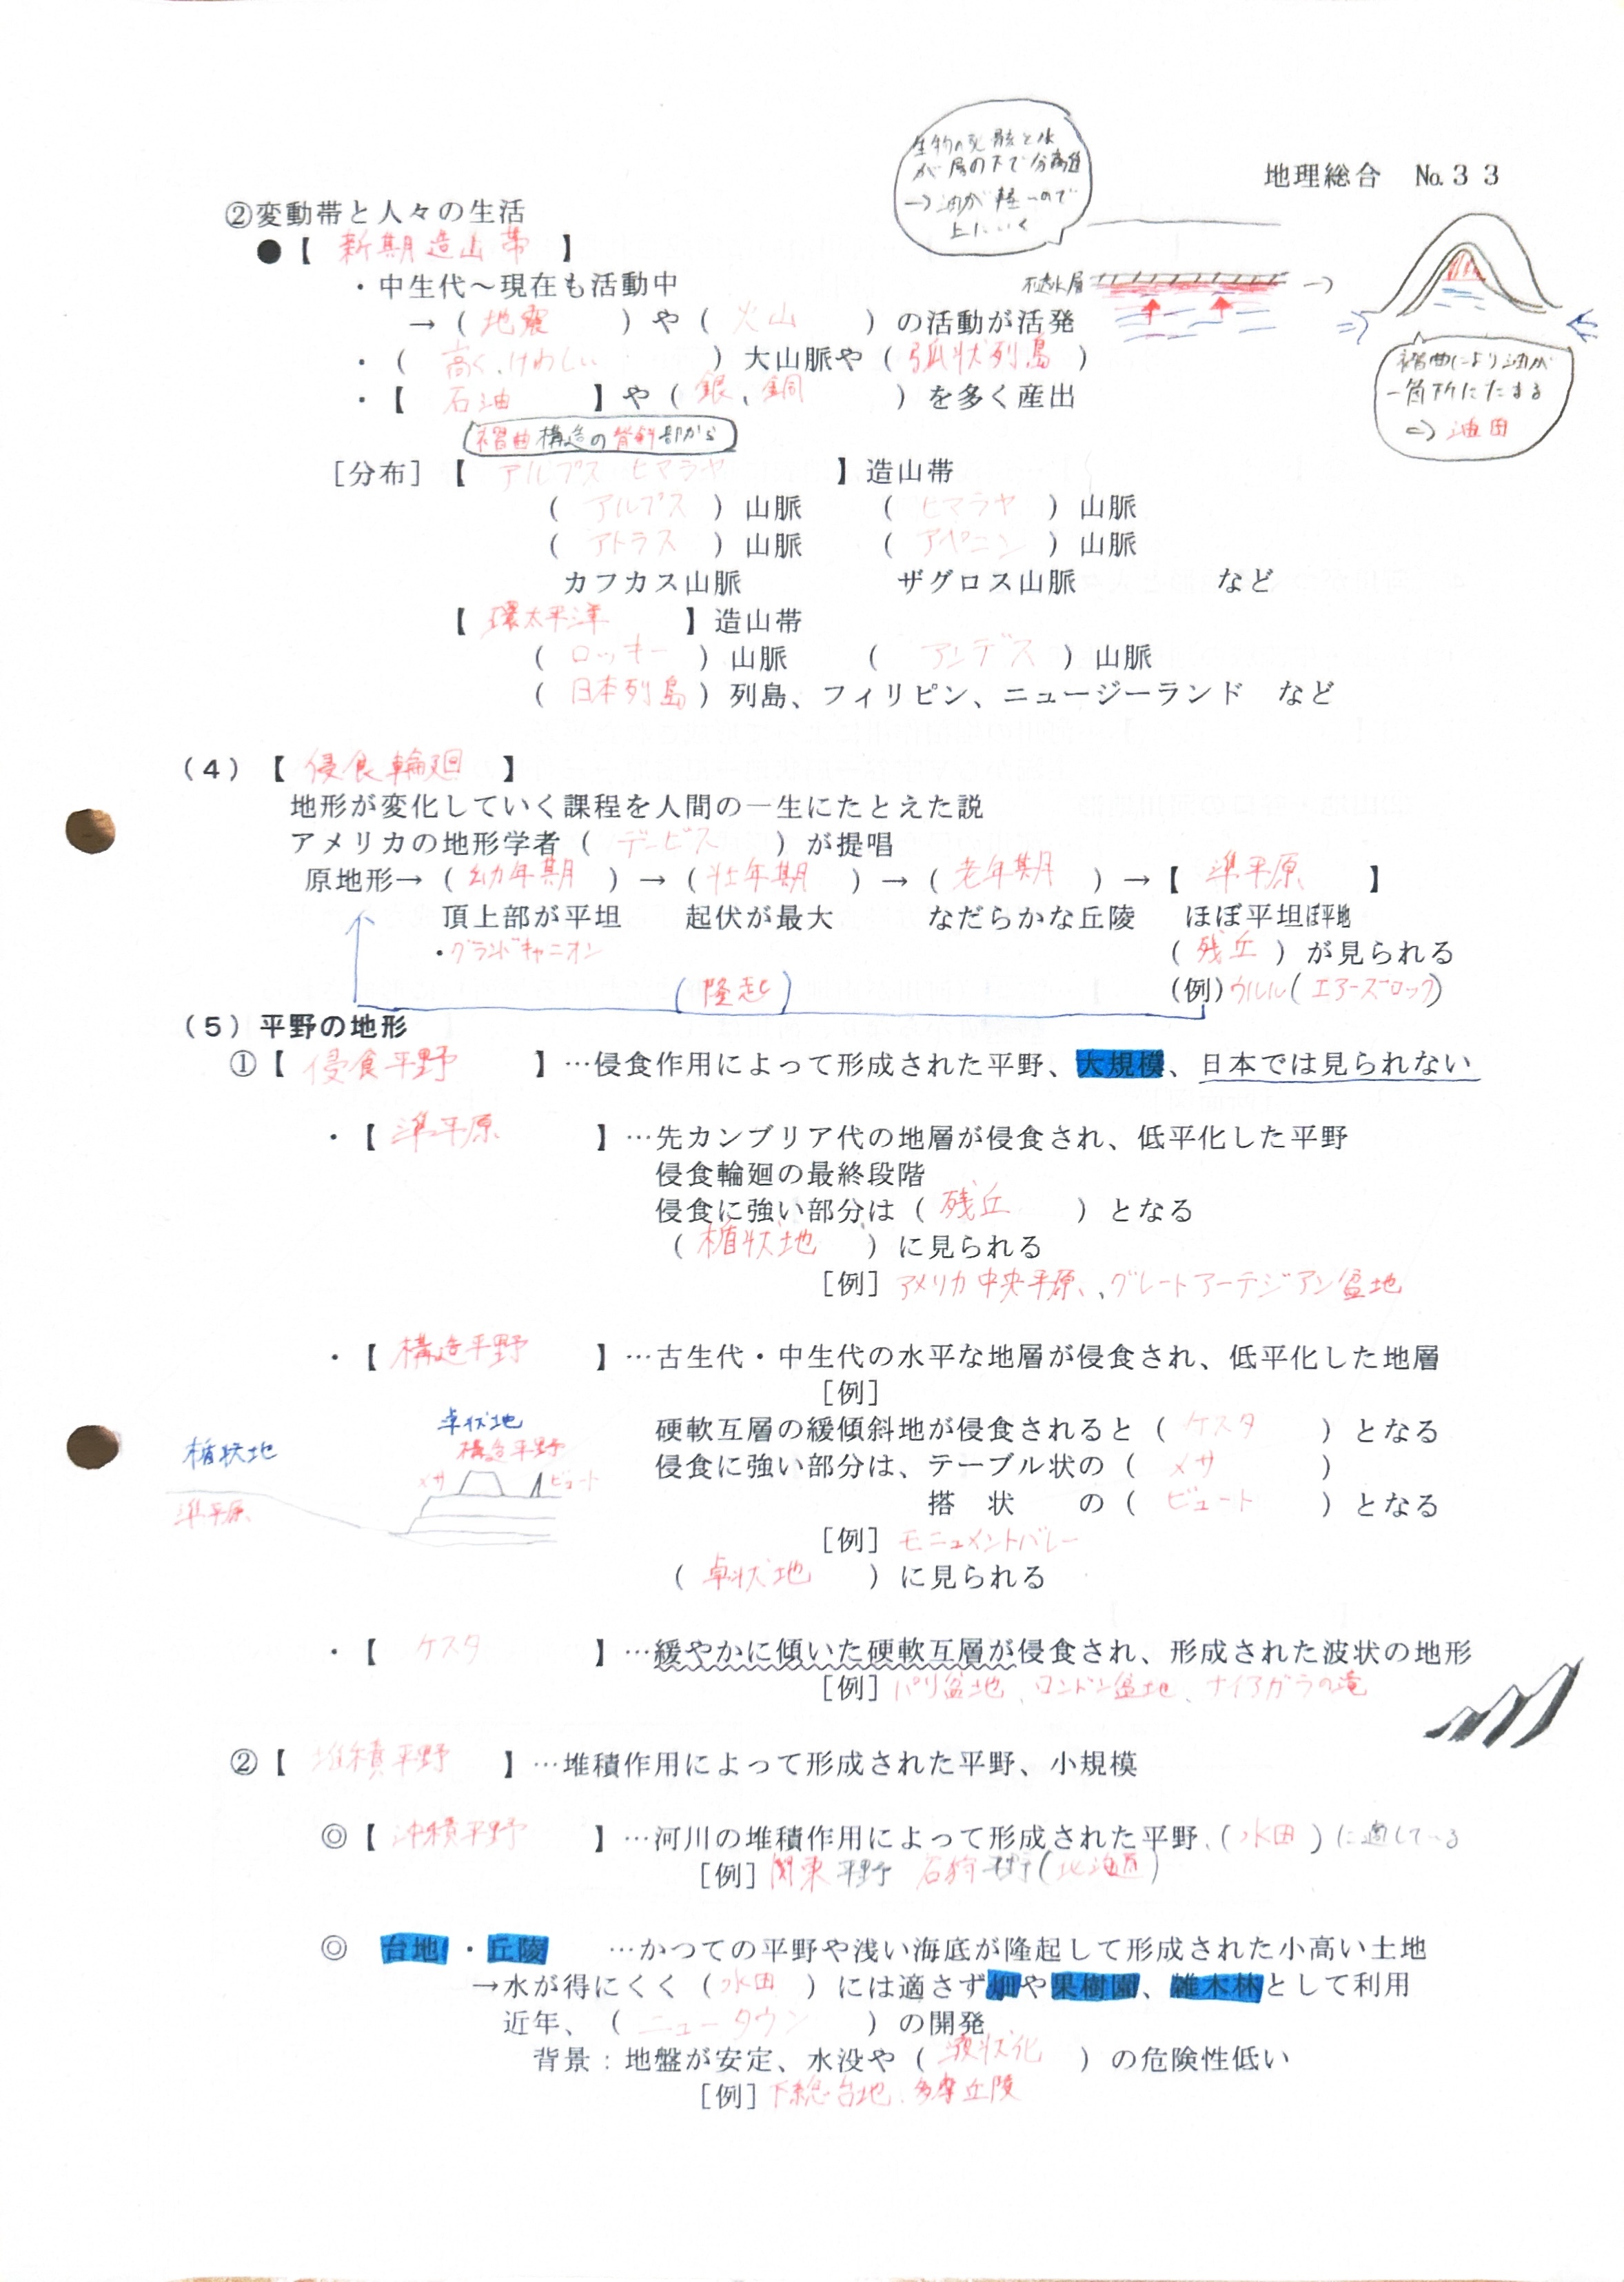 地理総合　№33
生物の死骸と水
が層の下で分離
→油が軽いので
上にいく
②変動帯と人々の生活
●【 新期造山帯 】
・中生代～現在も活動中
→（ 地震 ）や（ 火山 ）の活動が活発
・（ 高く、けわしい ）大山脈や（ 弧状列島 ）
・【 石油 】や（ 銀、銅 ）を多く産出
褶曲構造の背斜部から
不透水層 →
褶曲により油が
一箇所にたまる
⇒油田
［分布］【 アルプス ヒマラヤ 】造山帯
（ アルプス ）山脈　（ ヒマラヤ ）山脈
（ アトラス ）山脈　（ アペニン ）山脈
カフカス山脈　ザグロス山脈　など
【 環太平洋 】造山帯
（ ロッキー ）山脈　（ アンデス ）山脈
（ 日本列島 ）列島、フィリピン、ニュージーランド　など
（4）【 侵食輪廻 】
地形が変化していく課程を人間の一生にたとえた説
アメリカの地形学者（ デービス ）が提唱
原地形→（ 幼年期 ）→（ 壮年期 ）→（ 老年期 ）→【 準平原 】
頂上部が平坦　起伏が最大　なだらかな丘陵　ほぼ平坦ぼ平地
・グランドキャニオン　（ 残丘 ）が見られる
（隆起）　(例)ウルル(エアーズロック)
（5）平野の地形
①【 侵食平野 】…侵食作用によって形成された平野、大規模、日本では見られない
・【 準平原 】…先カンブリア代の地層が侵食され、低平化した平野
侵食輪廻の最終段階
侵食に強い部分は（ 残丘 ）となる
（ 楯状地 ）に見られる
［例］アメリカ中央平原、グレートアーテジアン盆地
・【 構造平野 】…古生代・中生代の水平な地層が侵食され、低平化した地層
［例］
硬軟互層の緩傾斜地が侵食されると（ ケスタ ）となる
侵食に強い部分は、テーブル状の（ メサ ）
搭　状　の（ ビュート ）となる
［例］モニュメントバレー
（ 卓状地 ）に見られる
楯状地
準平原
卓状地
構造平野
メサ　ビュート
・【 ケスタ 】…緩やかに傾いた硬軟互層が侵食され、形成された波状の地形
［例］パリ盆地、ロンドン盆地、ナイアガラの滝
②【 堆積平野 】…堆積作用によって形成された平野、小規模
◎【 沖積平野 】…河川の堆積作用によって形成された平野、（水田）に適している
［例］関東平野　石狩平野(北海道)
◎　台地・丘陵　…かつての平野や浅い海底が隆起して形成された小高い土地
→水が得にくく（ 水田 ）には適さず畑や果樹園、雑木林として利用
近年、（ ニュータウン ）の開発
背景：地盤が安定、水没や（ 液状化 ）の危険性低い
［例］下総台地、多摩丘陵